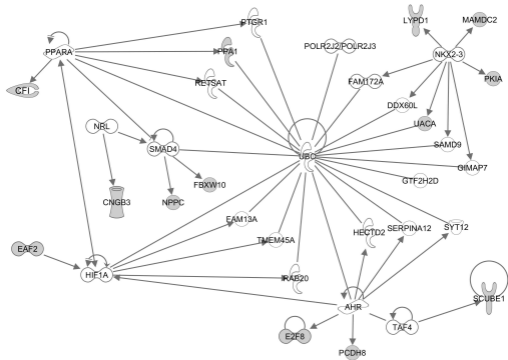 PTGR1
LYPD1
MAMDC2
PPARA
PPA1
POLR2J2/POLR2J3
NKX2-3
CFI
RETSAT
FAM172A
PKIA
DDX60L
NRL
UACA
SMAD4
SAMD9
UBC
GIMAP7
FBXW10
GTF2H2D
CNGB3
NPPC
FAM13A
SERPINA12
SYT12
TMEM45A
HECTD2
EAF2
HIF1A
RAB20
SCUBE1
AHR
TAF4
E2F8
PCDH8